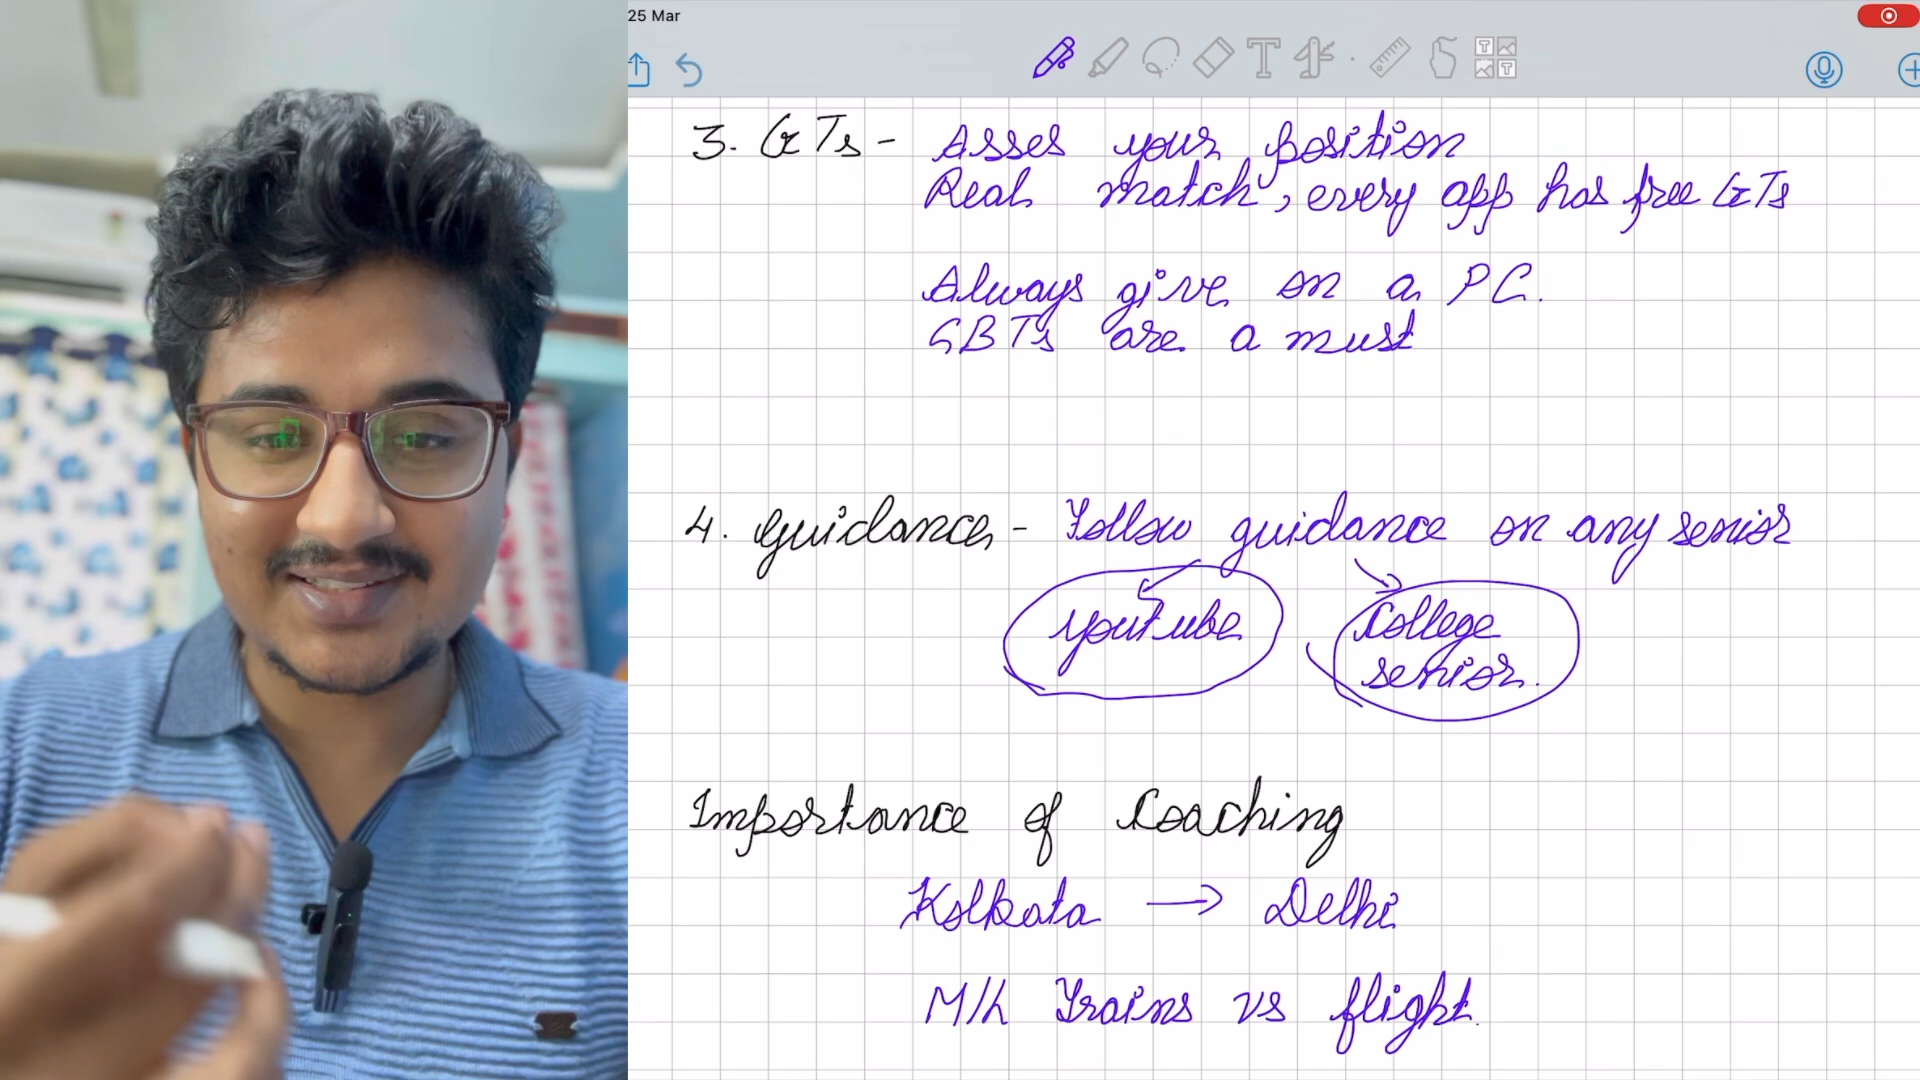 25 Mar
3. GTs - Asses your position
Real match, every app has free GTs
Always give on a PC.
CBTs are a must
4. Guidance - Follow guidance on any senior
youtube
College
senior.
Importance of Coaching
Kolkata → Delhi
M/L Trains vs flight.